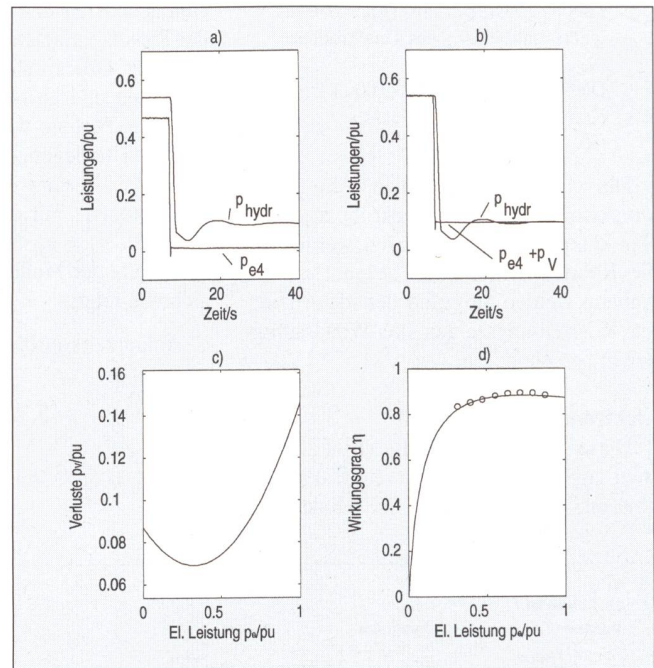 a)
Leistungen/pu
0.6
0.4
0.2
0
p hydr
p e4
0 20 40
Zeit/s
b)
Leistungen/pu
0.6
0.4
0.2
0
p hydr
p e4 +p V
0 20 40
Zeit/s
c)
Verluste pv/pu
0.16
0.14
0.12
0.1
0.08
0.06
0 0.5 1
El. Leistung pe/pu
d)
Wirkungsgrad η
1
0.8
0.6
0.4
0.2
0
0 0.5 1
El. Leistung pe/pu